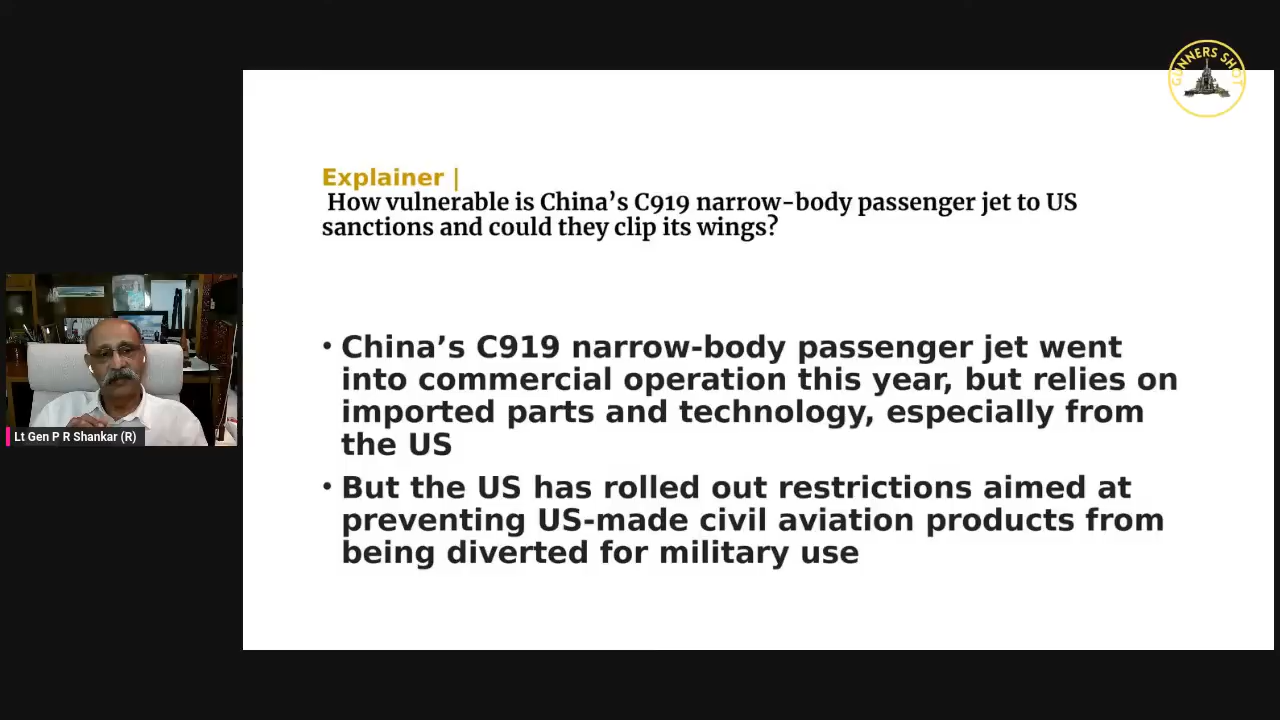 GUNNERS SHOT
Explainer |
How vulnerable is China’s C919 narrow-body passenger jet to US
sanctions and could they clip its wings?
• China’s C919 narrow-body passenger jet went
into commercial operation this year, but relies on
imported parts and technology, especially from
the US
• But the US has rolled out restrictions aimed at
preventing US-made civil aviation products from
being diverted for military use
Lt Gen P R Shankar (R)